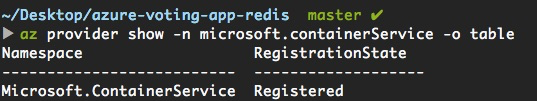 ~/Desktop/azure-voting-app-redis master ✔
▶ az provider show -n microsoft.containerService -o table
Namespace                    RegistrationState
---------------------------  -------------------
Microsoft.ContainerService   Registered